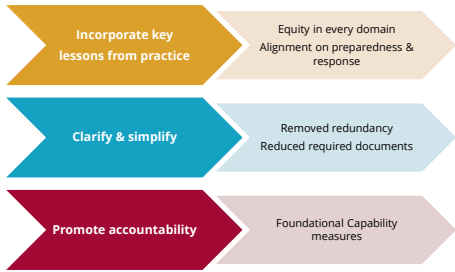 Incorporate key
lessons from practice
Equity in every domain
Alignment on preparedness &
response
Clarify & simplify
Removed redundancy
Reduced required documents
Promote accountability
Foundational Capability
measures